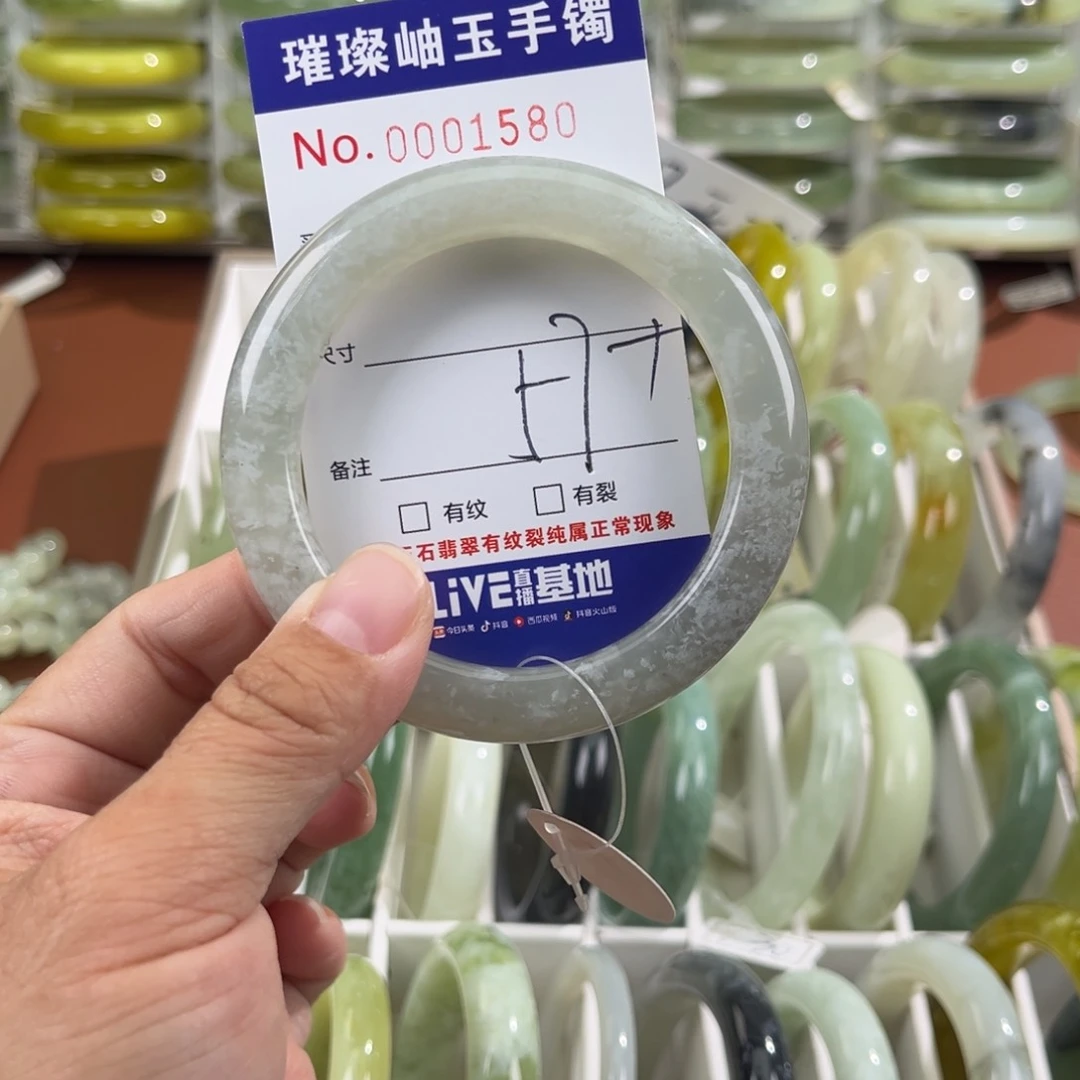 璀璨岫玉手镯
No. 0001580
尺寸
备注
有纹 有裂
玉石翡翠有纹裂纯属正常现象
LiVE直播基地
今日头条 抖音 西瓜视频 抖音火山版